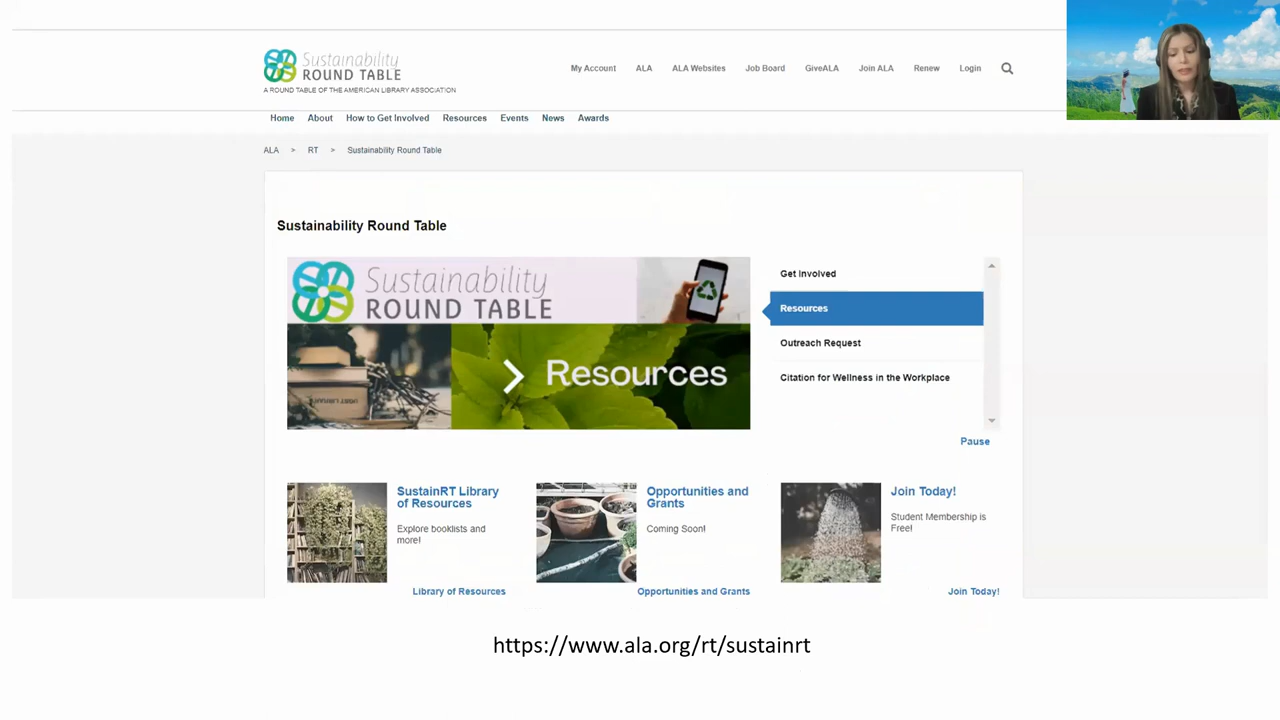 Sustainability
ROUND TABLE
A ROUND TABLE OF THE AMERICAN LIBRARY ASSOCIATION
My Account ALA ALA Websites Job Board GiveALA Join ALA Renew Login
Home About How to Get Involved Resources Events News Awards
ALA > RT > Sustainability Round Table
Sustainability Round Table
Sustainability
ROUND TABLE
Resources
Get Involved
Resources
Outreach Request
Citation for Wellness in the Workplace
Pause
SustainRT Library
of Resources
Explore booklists and
more!
Library of Resources
Opportunities and
Grants
Coming Soon!
Opportunities and Grants
Join Today!
Student Membership is
Free!
Join Today!
https://www.ala.org/rt/sustainrt